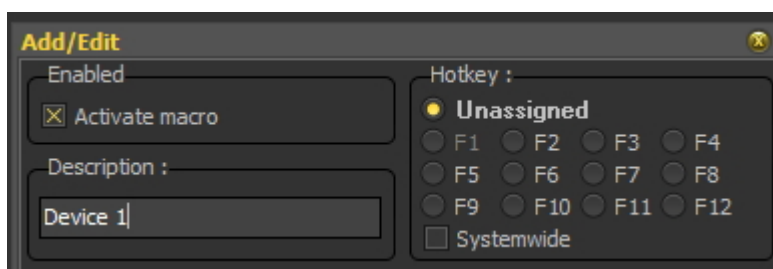 Add/Edit
Enabled
Activate macro
Description :
Device 1
Hotkey :
Unassigned
F1 F2 F3 F4
F5 F6 F7 F8
F9 F10 F11 F12
Systemwide